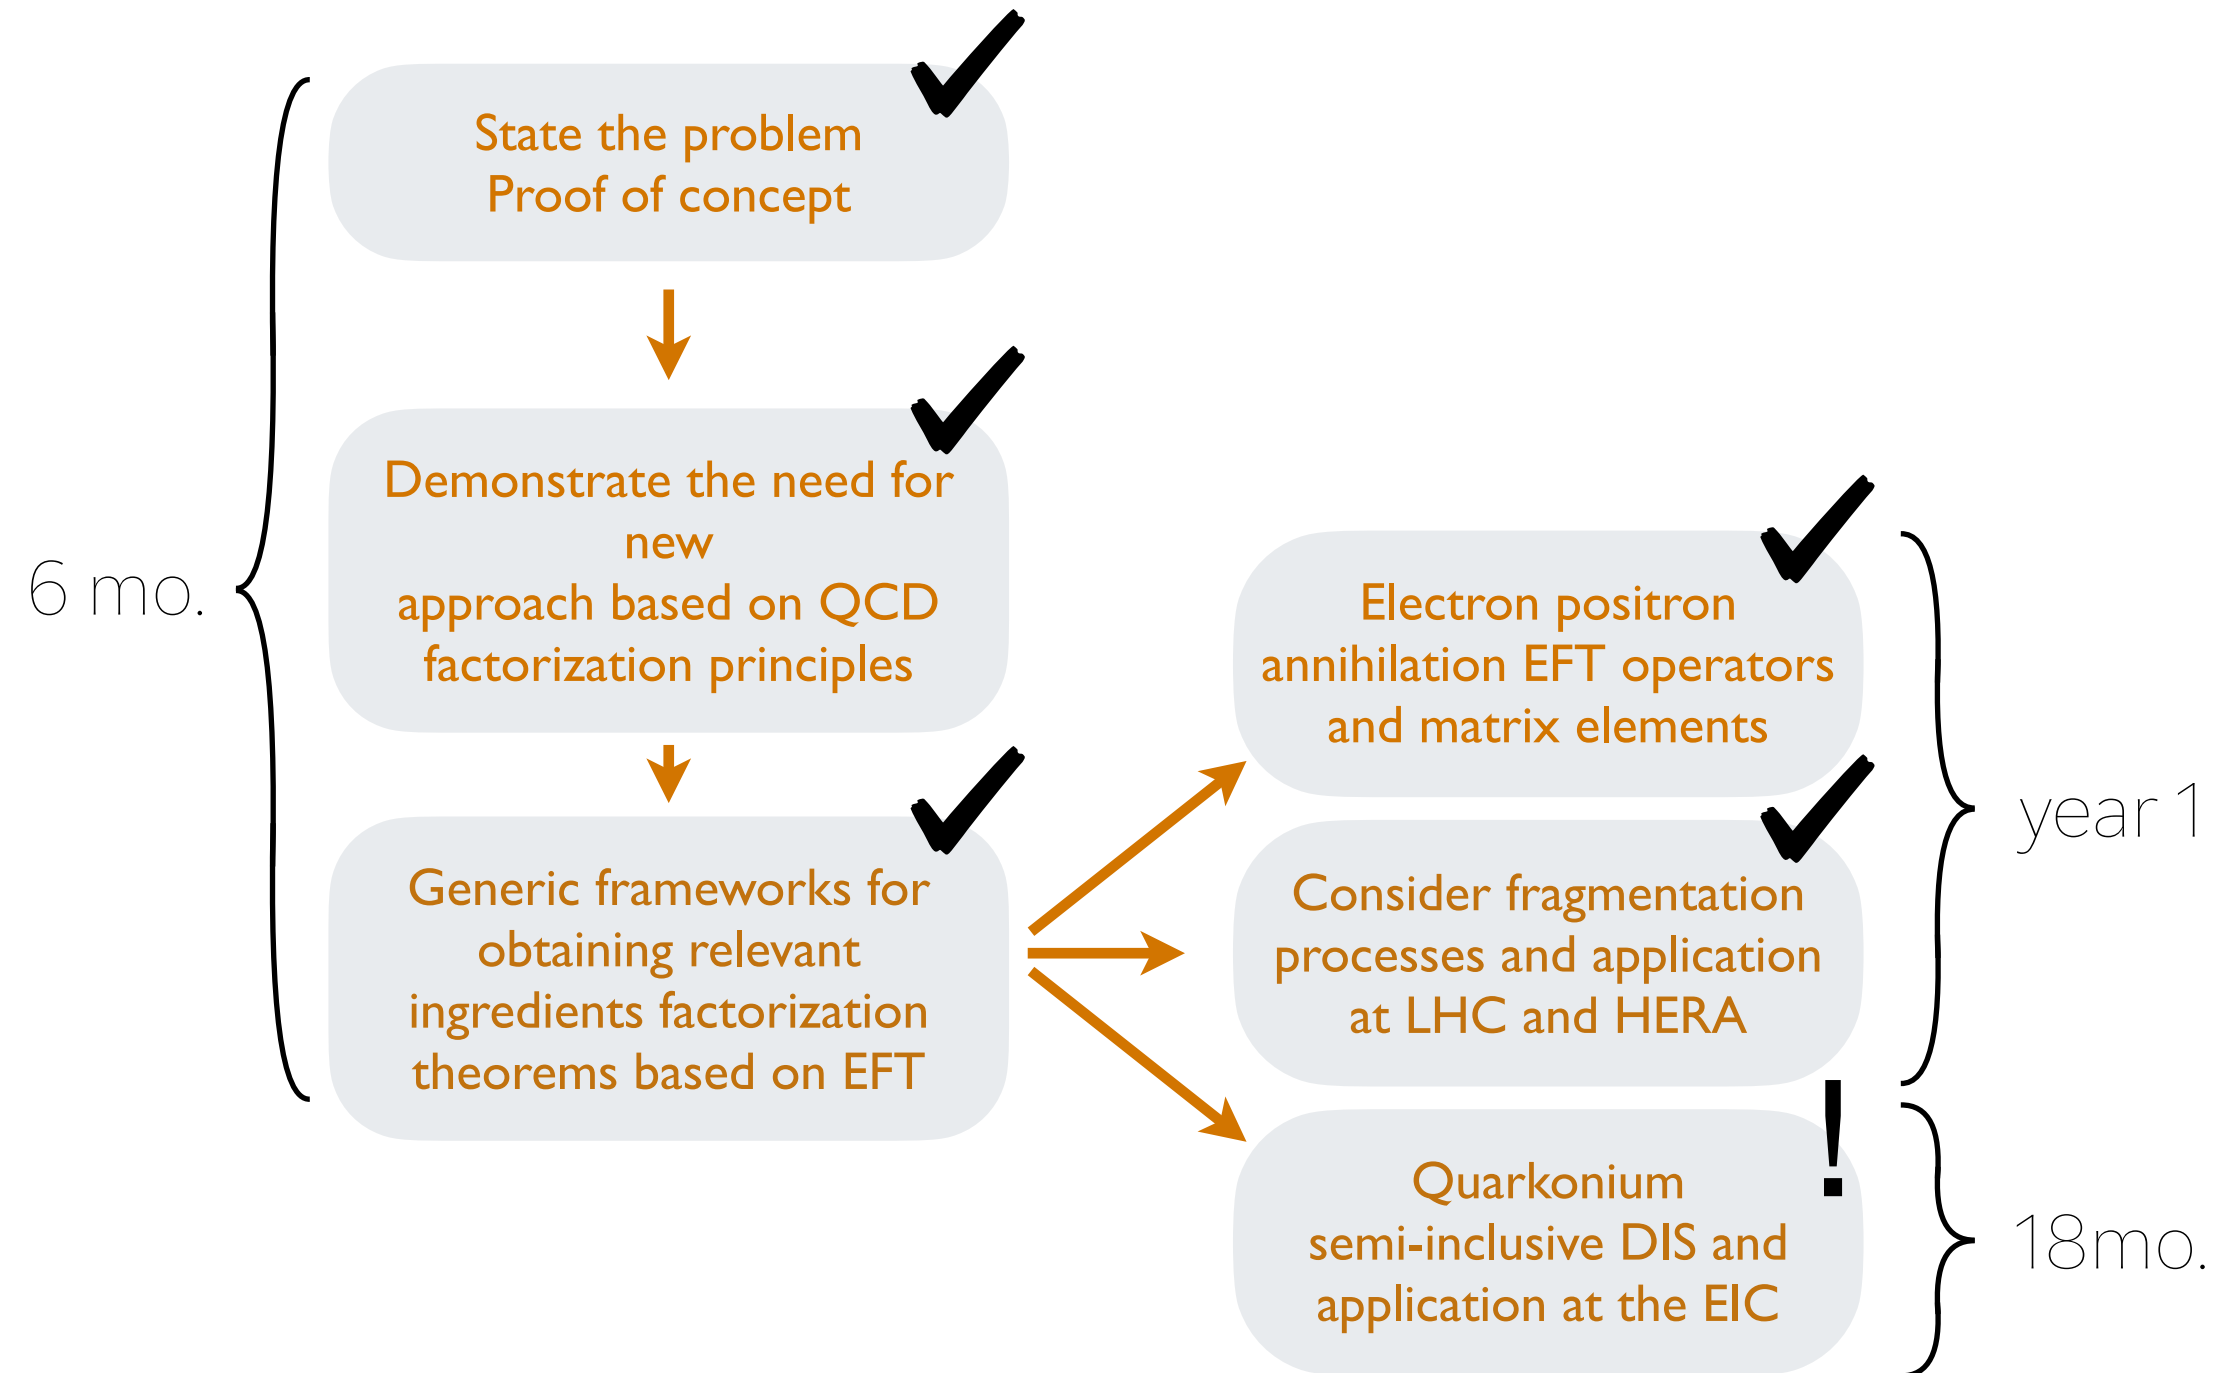 State the problem
Proof of concept
Demonstrate the need for
new
approach based on QCD
factorization principles
Generic frameworks for
obtaining relevant
ingredients factorization
theorems based on EFT
6 mo.
Electron positron
annihilation EFT operators
and matrix elements
Consider fragmentation
processes and application
at LHC and HERA
year 1
!
Quarkonium
semi-inclusive DIS and
application at the EIC
18mo.